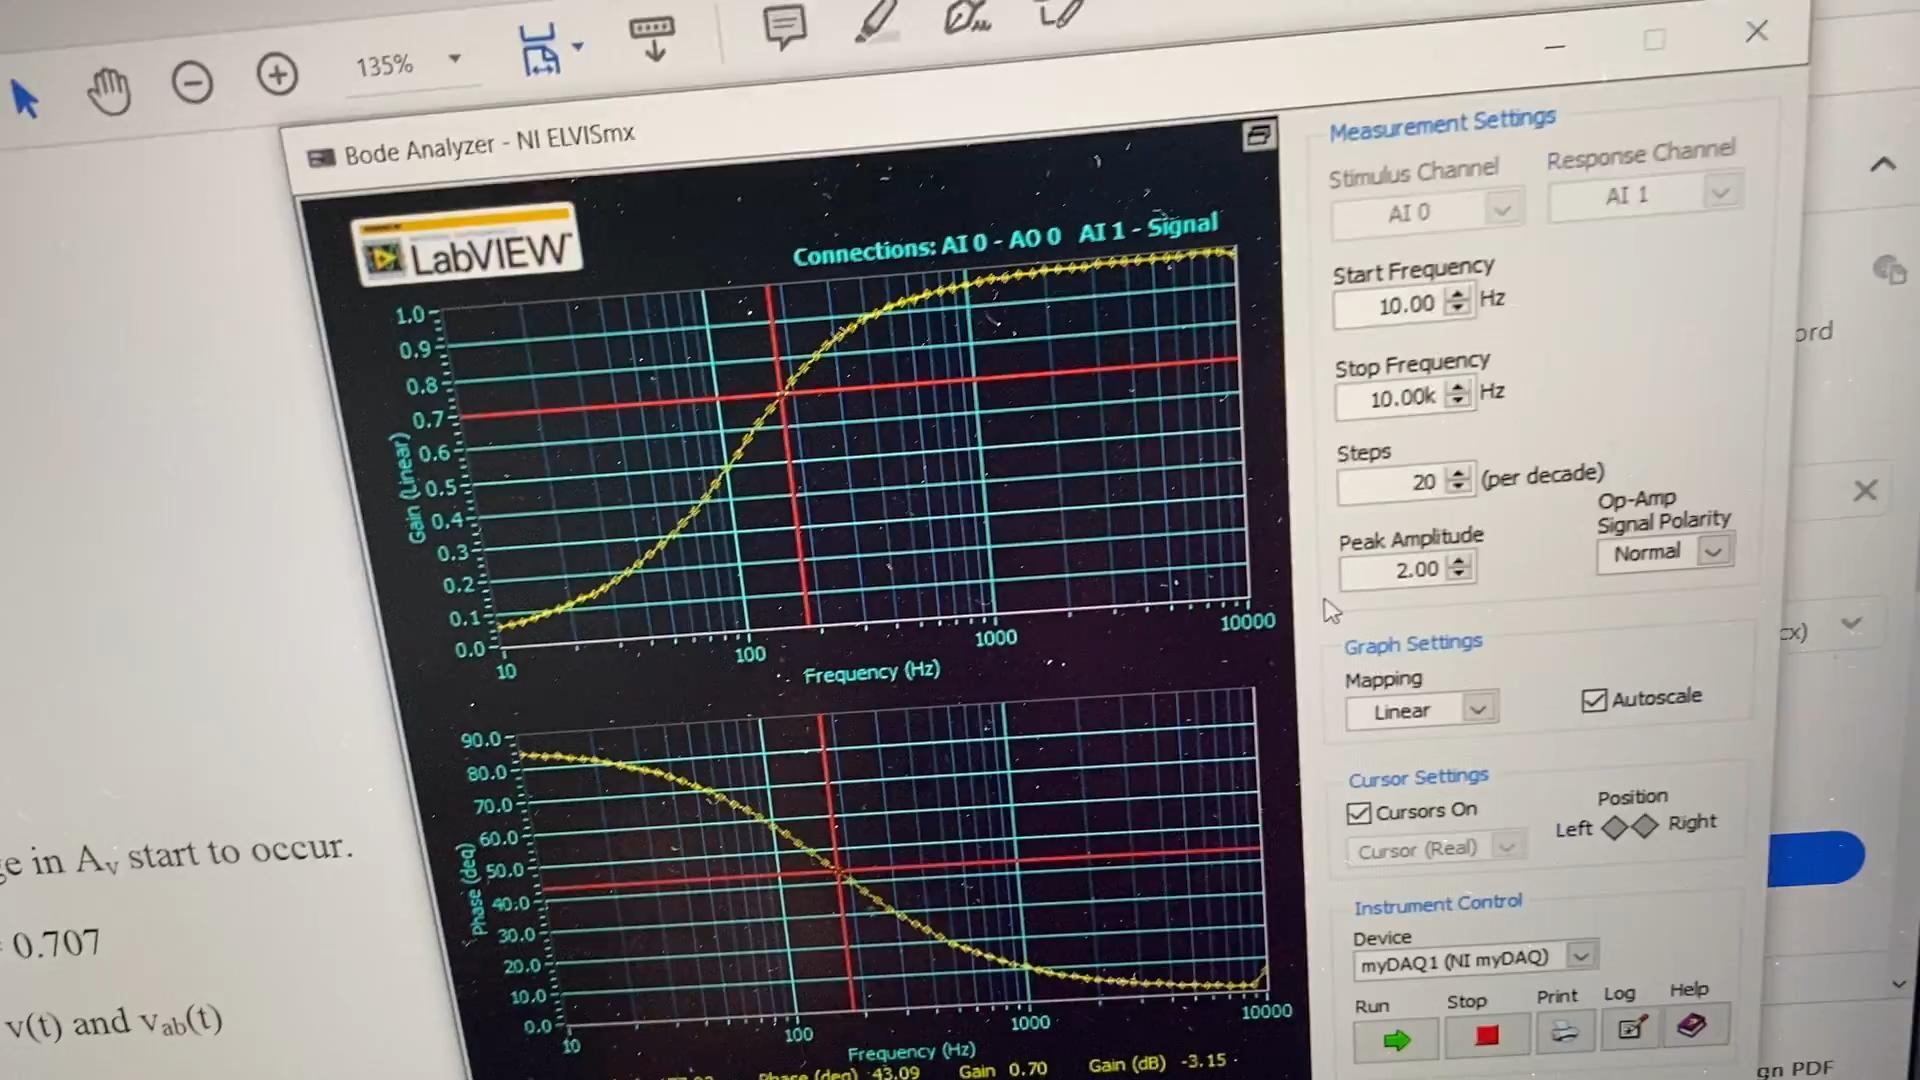 135%
Bode Analyzer - NI ELVISmx
LabVIEW
Connections: AI 0 - AO 0 AI 1 - Signal
1.0
0.9
0.8
0.7
0.6
0.5
0.4
0.3
0.2
0.1
0.0
Gain (Linear)
10 100 1000 10000
Frequency (Hz)
90.0
80.0
70.0
60.0
50.0
40.0
30.0
20.0
10.0
0.0
Phase (deg)
10 100 1000 10000
Frequency (Hz)
Phase (deg) 43.09 Gain 0.70 Gain (dB) -3.15
Measurement Settings
Stimulus Channel Response Channel
AI 0 AI 1
Start Frequency
10.00 Hz
Stop Frequency
10.00k Hz
Steps
20 (per decade)
Op-Amp
Signal Polarity
Normal
Peak Amplitude
2.00
Graph Settings
Mapping
Linear Autoscale
Cursor Settings
Cursors On
Position
Left Right
Cursor (Real)
Instrument Control
Device
myDAQ1 (NI myDAQ)
Run Stop Print Log Help
ge in Av start to occur.
= 0.707
v(t) and vab(t)
ord
cx)
gn PDF